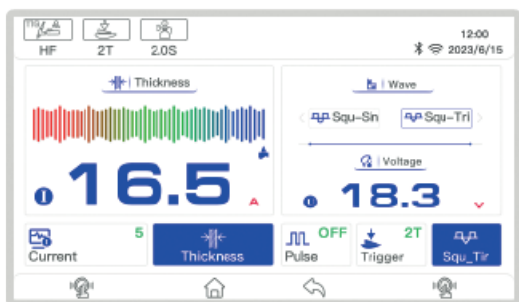 TIG
HF 2T 2.0S
12:00
2023/6/15
Thickness
Wave
Squ-Sin Squ-Tri
Voltage
16.5 A
18.3 V
5 OFF 2T
Current Thickness Pulse Trigger Squ_Tir